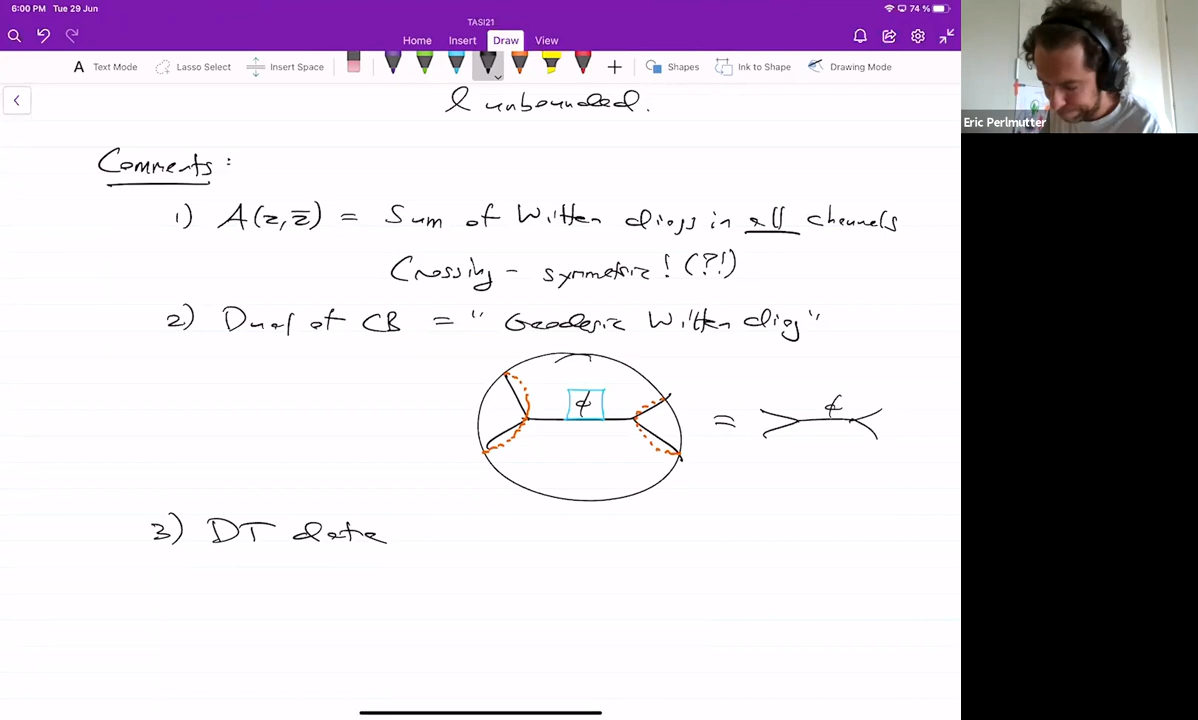 6:00 PM Tue 29 Jun
74 %
TASI21
Home Insert Draw View
A Text Mode Lasso Select Insert Space Shapes Ink to Shape Drawing Mode
Eric Perlmutter
l unbounded.
Comments:
1) A(z, z̅) = Sum of Witten diags in all channels
Crossing - symmetric! (?!)
2) Dual of CB = "Geodesic Witten diag"
ϕ = ϕ
3) DT data